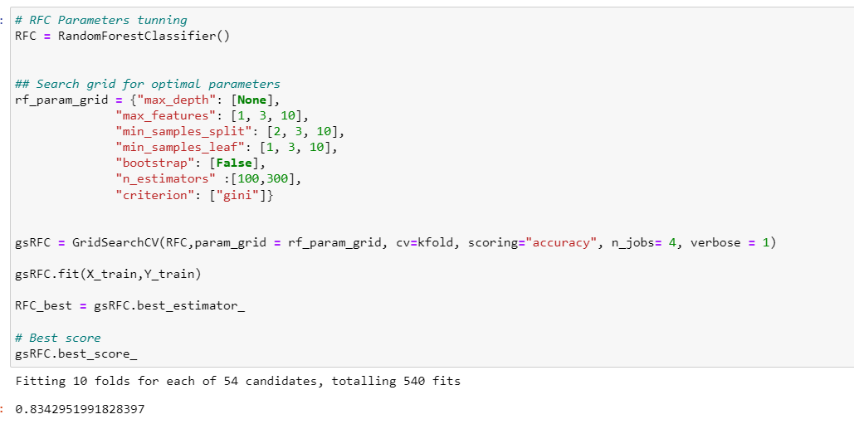 :
# RFC Parameters tunning
RFC = RandomForestClassifier()
## Search grid for optimal parameters
rf_param_grid = {"max_depth": [None],
"max_features": [1, 3, 10],
"min_samples_split": [2, 3, 10],
"min_samples_leaf": [1, 3, 10],
"bootstrap": [False],
"n_estimators" :[100,300],
"criterion": ["gini"]}
gsRFC = GridSearchCV(RFC,param_grid = rf_param_grid, cv=kfold, scoring="accuracy", n_jobs= 4, verbose = 1)
gsRFC.fit(X_train,Y_train)
RFC_best = gsRFC.best_estimator_
# Best score
gsRFC.best_score_
Fitting 10 folds for each of 54 candidates, totalling 540 fits
: 0.8342951991828397